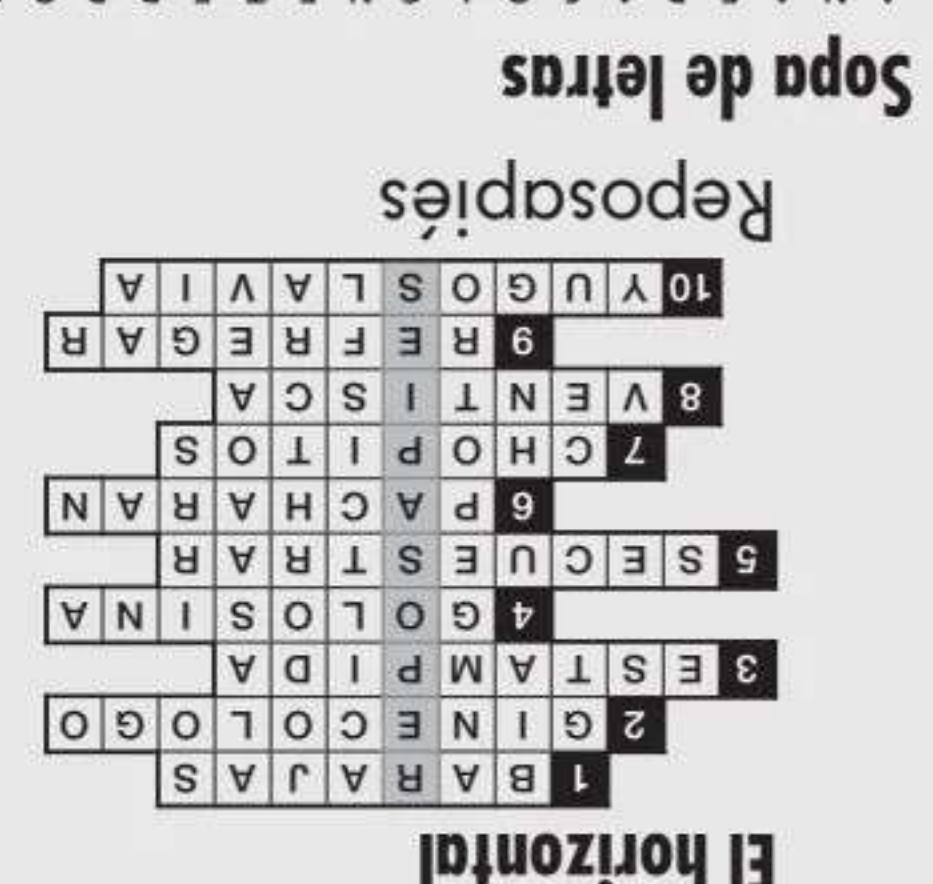 El horizontal
1 BARAJAS
2 GINECOLOGO
3 ESTAMPIDA
4 GOLOSINA
5 SECUESTRAR
6 PACHARAN
7 CHOPITOS
8 VENTISCA
9 REFREGAR
10 YUGOSLAVIA
Reposapiés
Sopa de letras